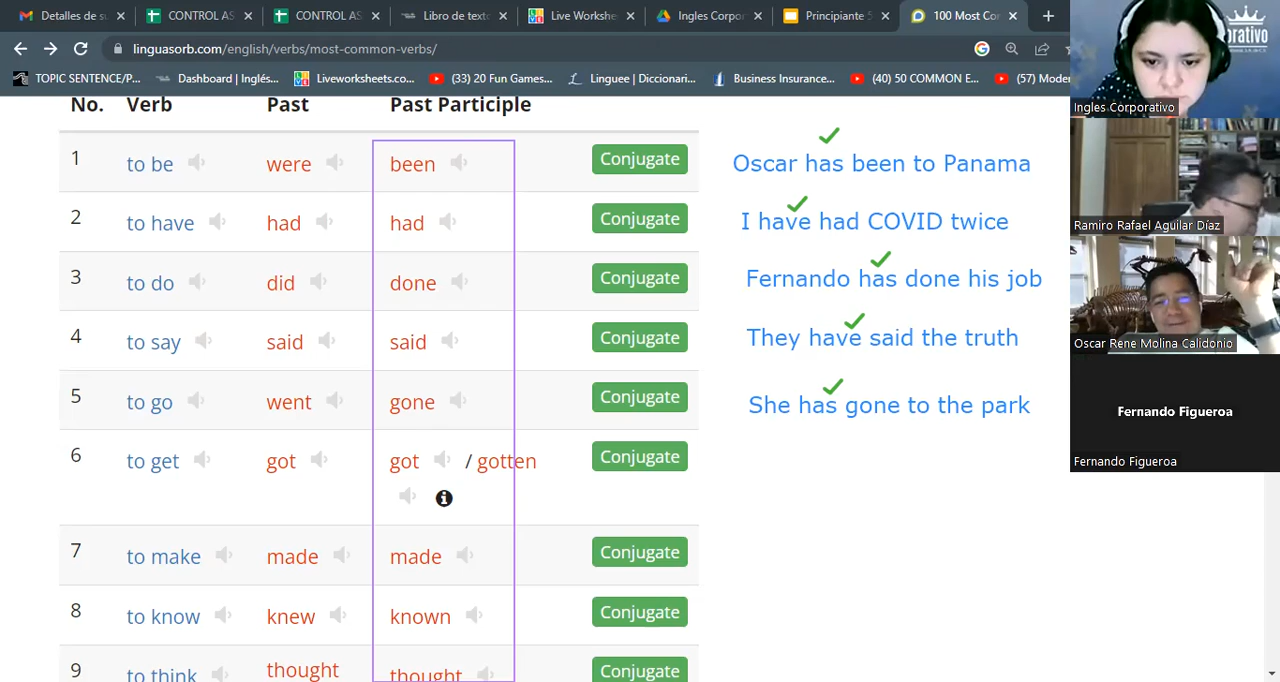 Detalles de su
CONTROL AS
CONTROL AS
Libro de texto
Live Workshe
Ingles Corpor
Principiante 5
100 Most Cor
linguasorb.com/english/verbs/most-common-verbs/
TOPIC SENTENCE/P...
Dashboard | Inglés...
Liveworksheets.co...
(33) 20 Fun Games...
Linguee | Diccionari...
Business Insurance...
(40) 50 COMMON E...
(57) Moder
No. Verb Past Past Participle
1 to be were been Conjugate
2 to have had had Conjugate
3 to do did done Conjugate
4 to say said said Conjugate
5 to go went gone Conjugate
6 to get got got / gotten Conjugate
7 to make made made Conjugate
8 to know knew known Conjugate
9 to think thought thought Conjugate
Oscar has been to Panama
I have had COVID twice
Fernando has done his job
They have said the truth
She has gone to the park
porativo
Ingles Corporativo
Ramiro Rafael Aguilar Díaz
Oscar Rene Molina Calidonio
Fernando Figueroa
Fernando Figueroa